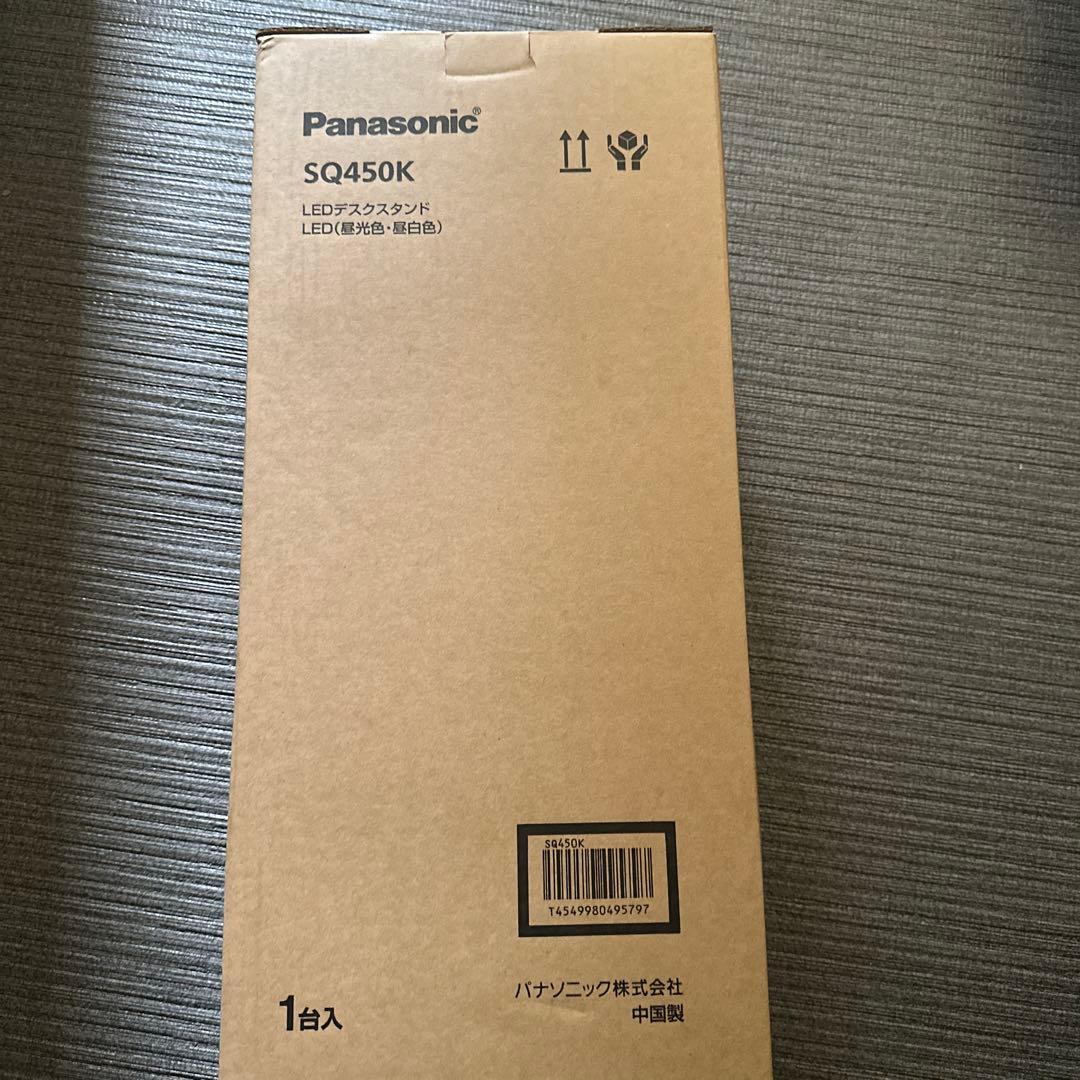 Panasonic®
SQ450K
LEDデスクスタンド
LED(昼光色・昼白色)
SQ450K
T4549980495797
パナソニック株式会社
中国製
1台入